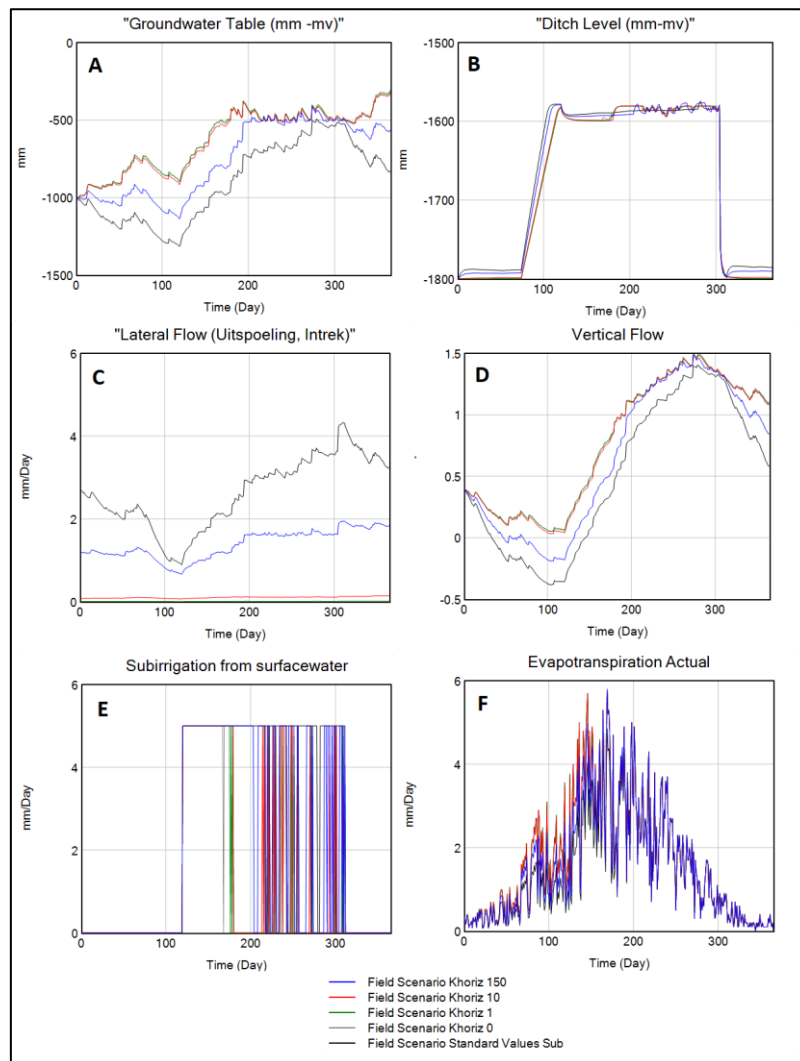 "Groundwater Table (mm -mv)"
A
0
-500
-1000
-1500
mm
0 100 200 300
Time (Day)
"Ditch Level (mm-mv)"
B
-1500
-1600
-1700
-1800
mm
0 100 200 300
Time (Day)
"Lateral Flow (Uitspoeling, Intrek)"
C
6
4
2
0
mm/Day
0 100 200 300
Time (Day)
Vertical Flow
D
1.5
1
0.5
0
-0.5
mm/Day
0 100 200 300
Time (Day)
Subirrigation from surfacewater
E
6
4
2
0
mm/Day
0 100 200 300
Time (Day)
Evapotranspiration Actual
F
6
4
2
0
mm/Day
0 100 200 300
Time (Day)
Field Scenario Khoriz 150
Field Scenario Khoriz 10
Field Scenario Khoriz 1
Field Scenario Khoriz 0
Field Scenario Standard Values Sub